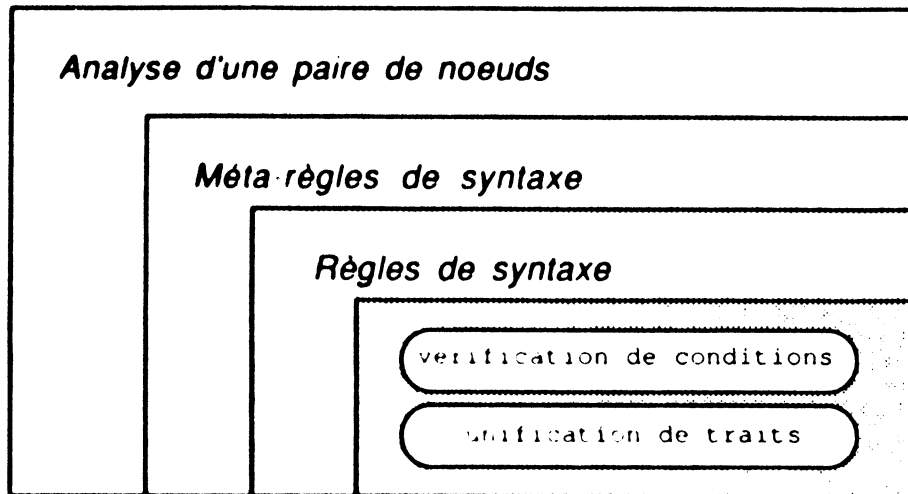 Analyse d'une paire de noeuds
Méta-règles de syntaxe
Règles de syntaxe
verification de conditions
unification de traits